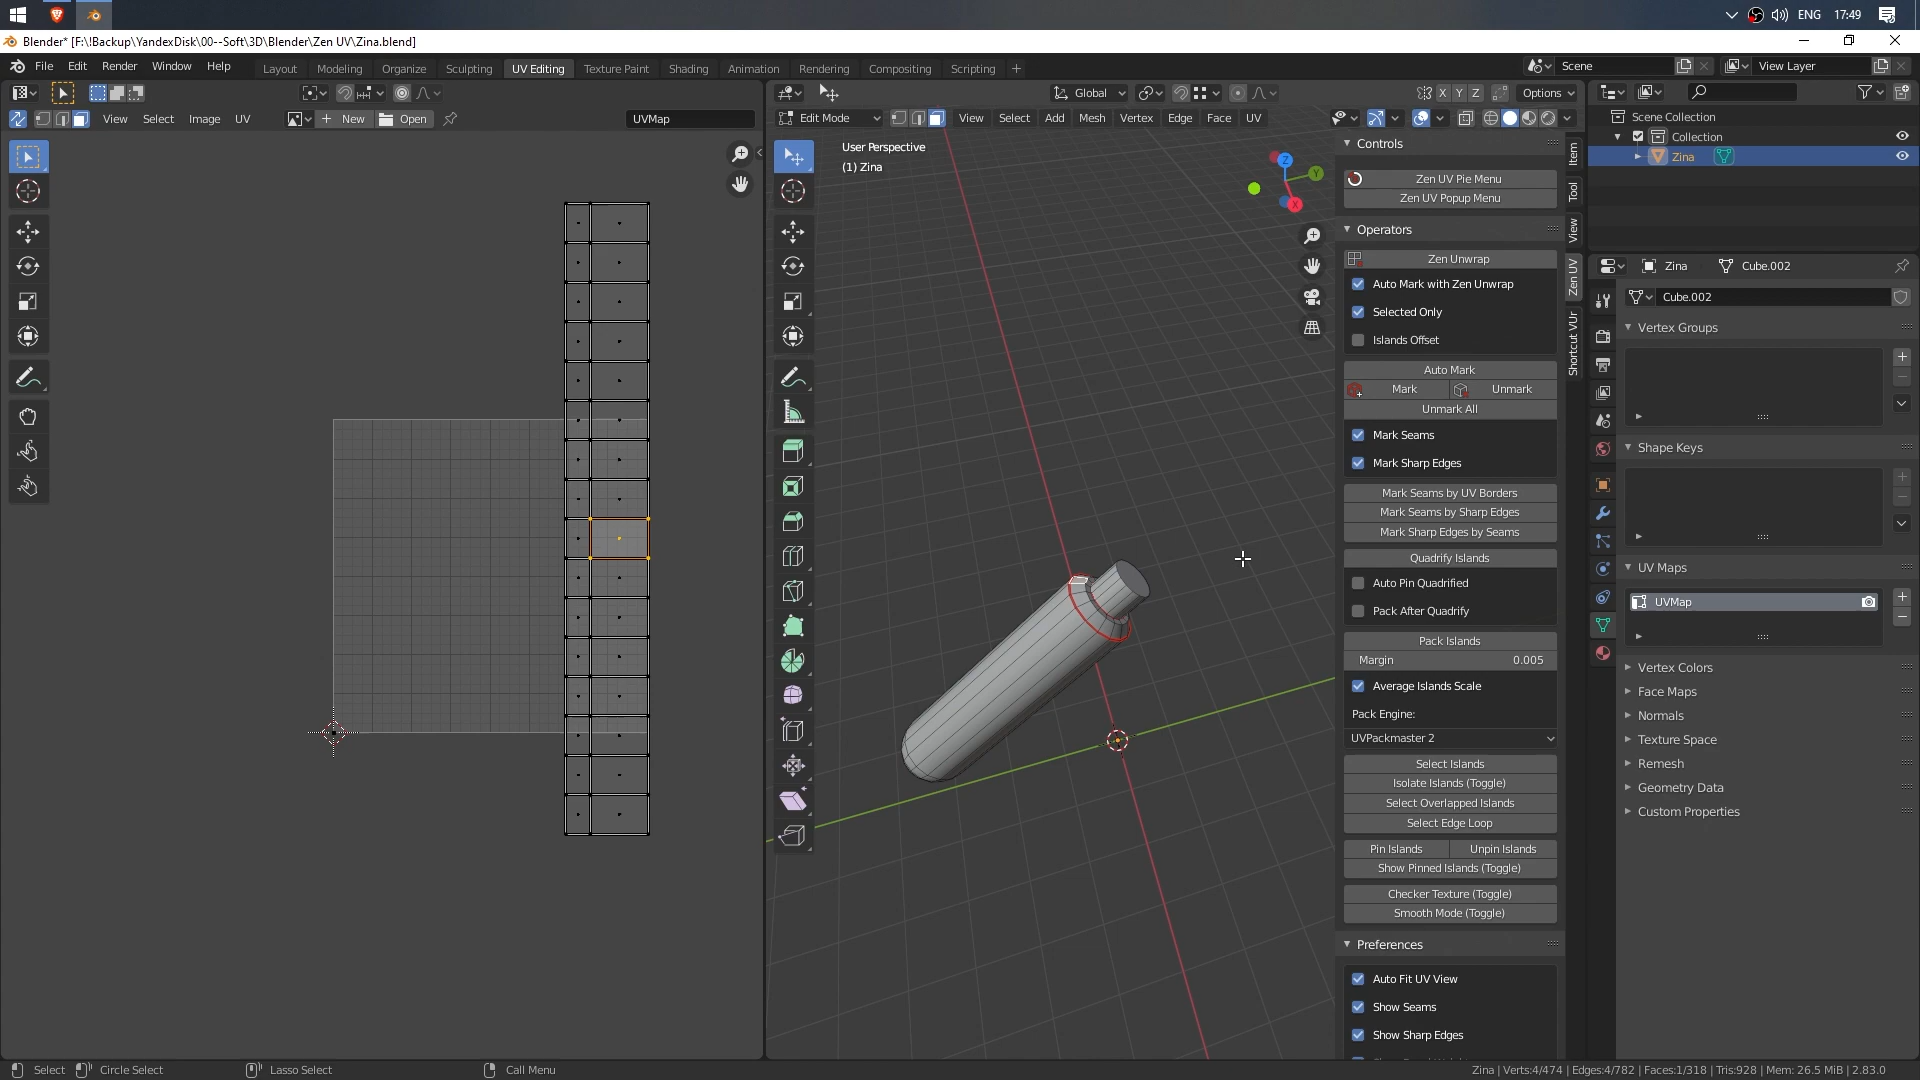 ENG 17:49
Blender* [F:\!Backup\YandexDisk\00--Soft\3D\Blender\Zen UV\Zina.blend]
File Edit Render Window Help
Layout Modeling Organize Sculpting UV Editing Texture Paint Shading Animation Rendering Compositing Scripting +
Scene
View Layer
Global
X Y Z
Options
View Select Image UV
New
Open
UVMap
Edit Mode
View Select Add Mesh Vertex Edge Face UV
User Perspective
(1) Zina
Z
Y
X
Controls
Zen UV Pie Menu
Zen UV Popup Menu
Operators
Zen Unwrap
Auto Mark with Zen Unwrap
Selected Only
Islands Offset
Auto Mark
Mark Unmark
Unmark All
Mark Seams
Mark Sharp Edges
Mark Seams by UV Borders
Mark Seams by Sharp Edges
Mark Sharp Edges by Seams
Quadrify Islands
Auto Pin Quadrified
Pack After Quadrify
Pack Islands
Margin 0.005
Average Islands Scale
Pack Engine:
UVPackmaster 2
Select Islands
Isolate Islands (Toggle)
Select Overlapped Islands
Select Edge Loop
Pin Islands Unpin Islands
Show Pinned Islands (Toggle)
Checker Texture (Toggle)
Smooth Mode (Toggle)
Preferences
Auto Fit UV View
Show Seams
Show Sharp Edges
Item
Tool
View
Zen UV
Shortcut VUr
Scene Collection
Collection
Zina
Zina Cube.002
Cube.002
Vertex Groups
Shape Keys
UV Maps
UVMap
Vertex Colors
Face Maps
Normals
Texture Space
Remesh
Geometry Data
Custom Properties
Select Circle Select Lasso Select Call Menu
Zina | Verts:4/474 | Edges:4/782 | Faces:1/318 | Tris:928 | Mem: 26.5 MiB | 2.83.0